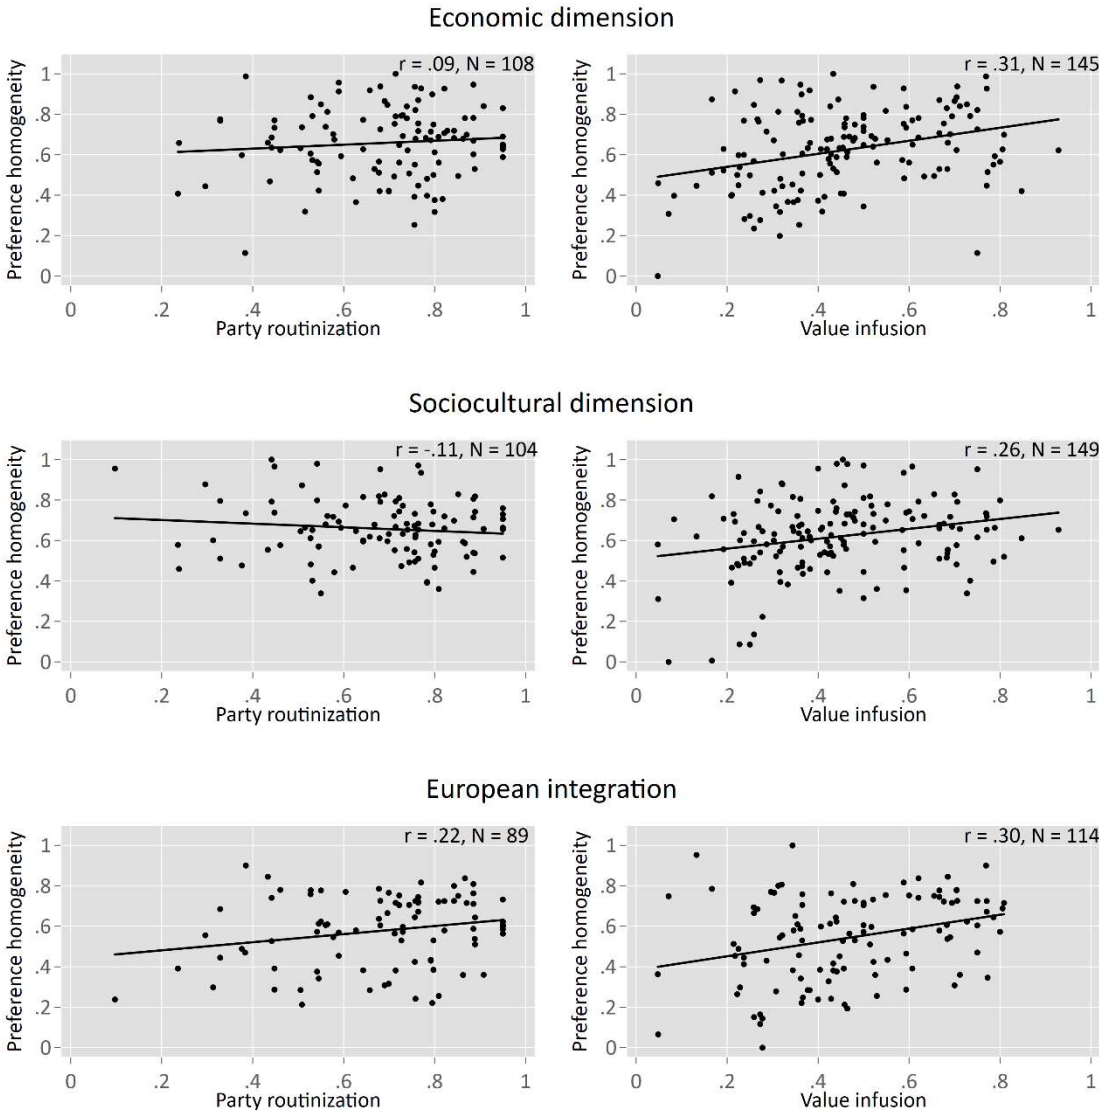 Economic dimension
r = .09, N = 108
Preference homogeneity
1
.8
.6
.4
.2
0
0 .2 .4 .6 .8 1
Party routinization
r = .31, N = 145
Preference homogeneity
1
.8
.6
.4
.2
0
0 .2 .4 .6 .8 1
Value infusion
Sociocultural dimension
r = -.11, N = 104
Preference homogeneity
1
.8
.6
.4
.2
0
0 .2 .4 .6 .8 1
Party routinization
r = .26, N = 149
Preference homogeneity
1
.8
.6
.4
.2
0
0 .2 .4 .6 .8 1
Value infusion
European integration
r = .22, N = 89
Preference homogeneity
1
.8
.6
.4
.2
0
0 .2 .4 .6 .8 1
Party routinization
r = .30, N = 114
Preference homogeneity
1
.8
.6
.4
.2
0
0 .2 .4 .6 .8 1
Value infusion